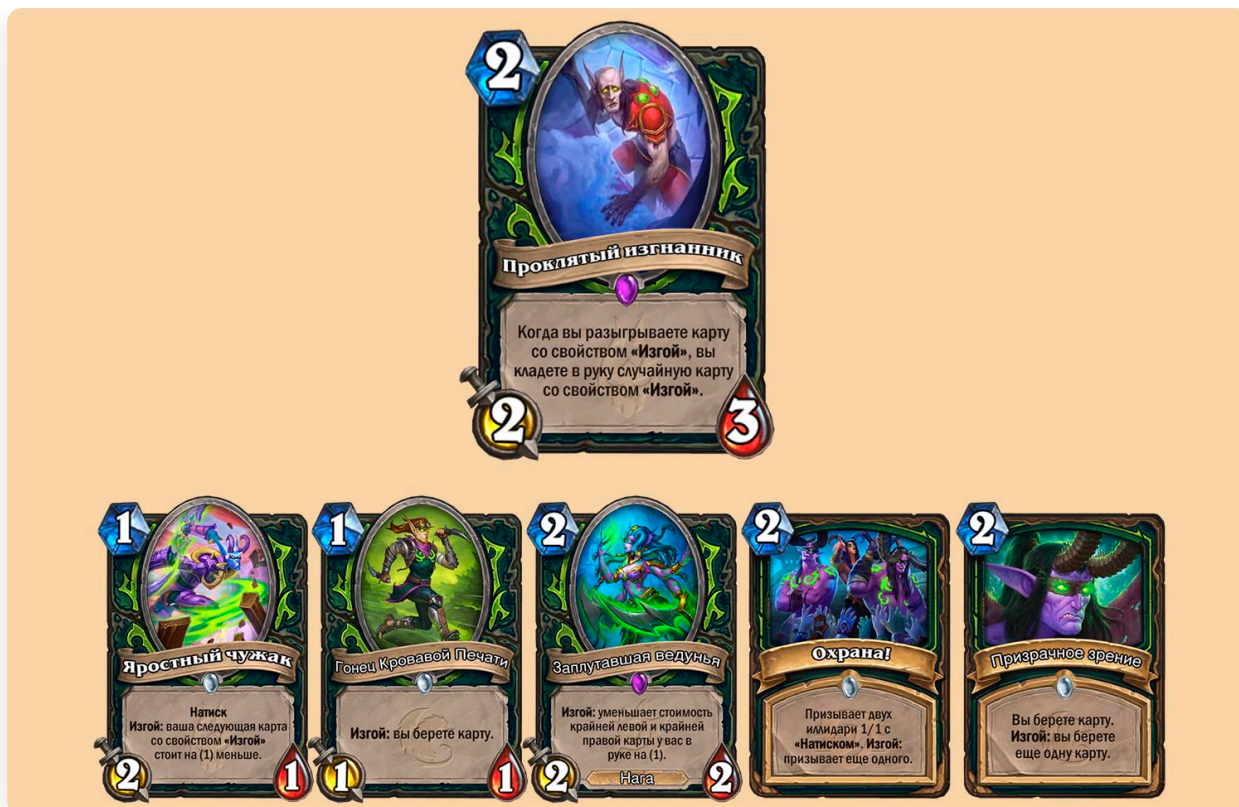 2
Проклятый изгнанник
Когда вы разыгрываете карту
со свойством «Изгой», вы
кладете в руку случайную карту
со свойством «Изгой».
2
3
1
Яростный чужак
Натиск
Изгой: ваша следующая карта
со свойством «Изгой»
стоит на (1) меньше.
2
1
1
Гонец Кровавой Печати
Изгой: вы берете карту.
1
1
2
Заплутавшая ведунья
Изгой: уменьшает стоимость
крайней левой и крайней
правой карты у вас в
руке на (1).
2
Нага
2
2
Охрана!
Призывает двух
иллидари 1/1 с
«Натиском». Изгой:
призывает еще одного.
2
Призрачное зрение
Вы берете карту.
Изгой: вы берете
еще одну карту.